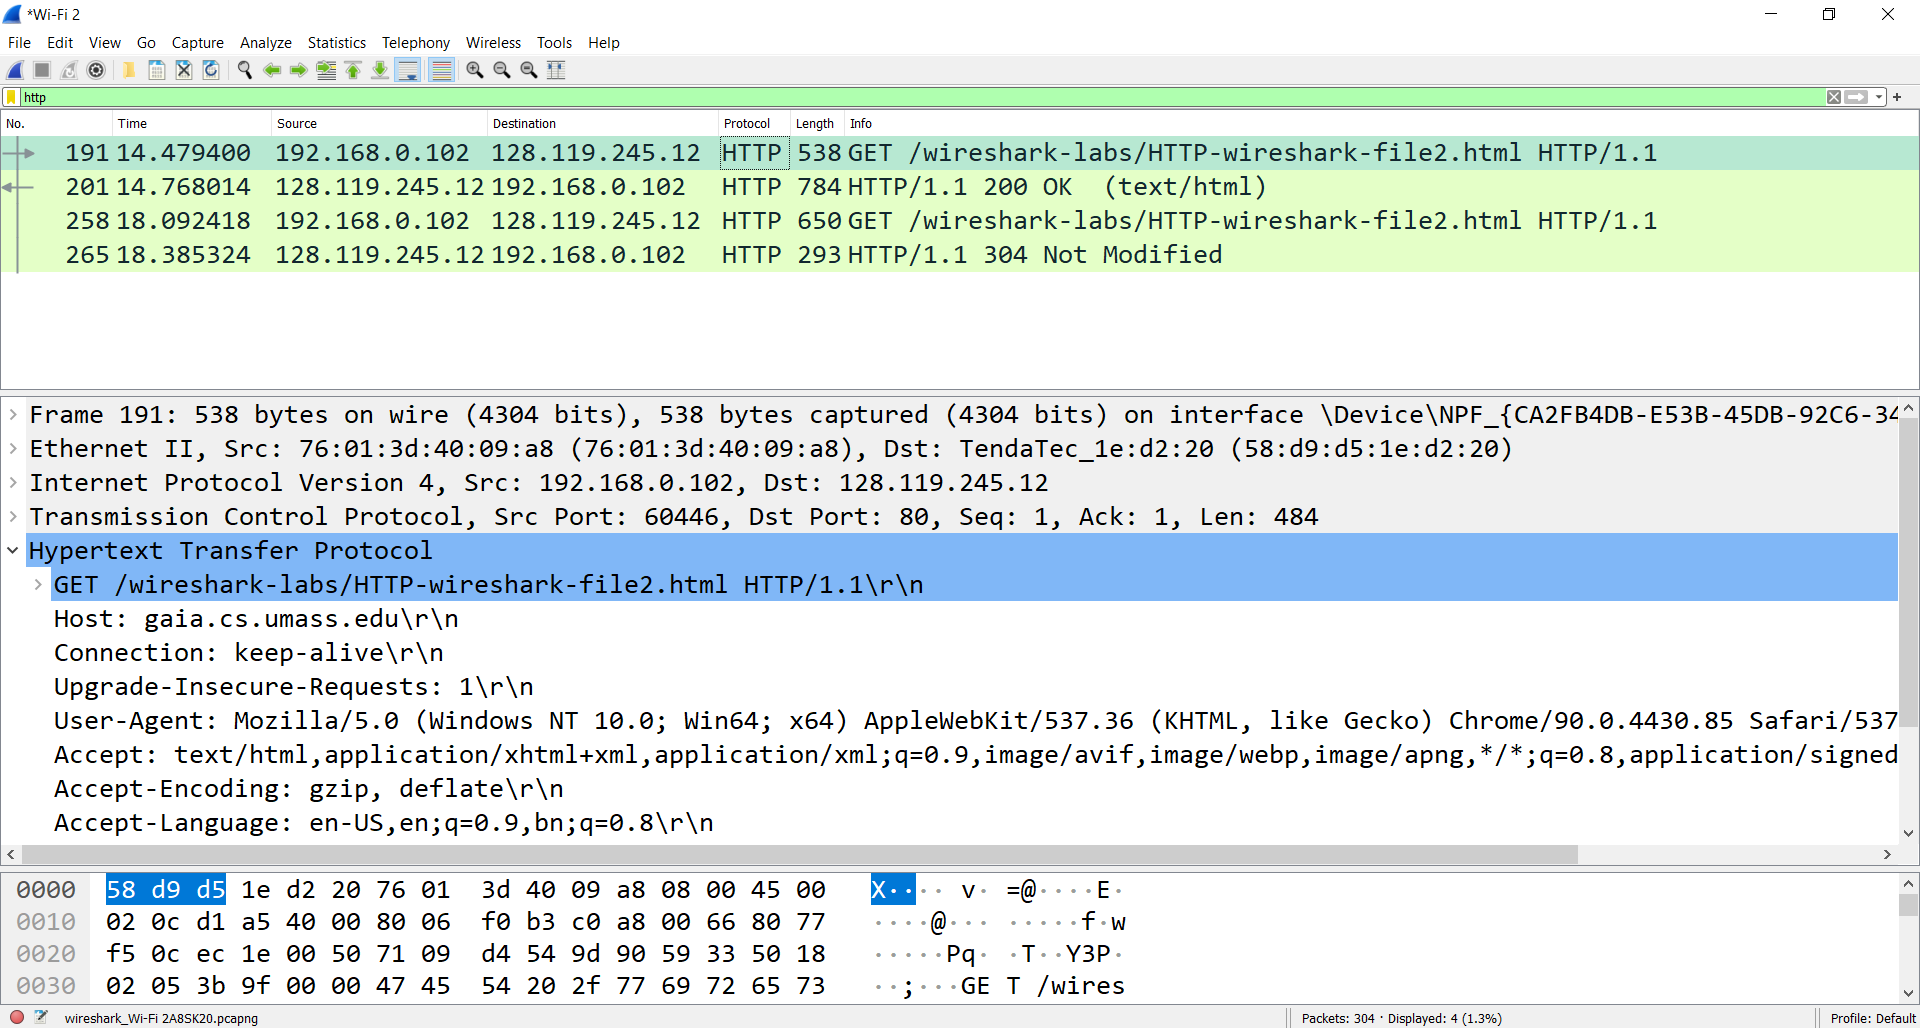 *Wi-Fi 2
File Edit View Go Capture Analyze Statistics Telephony Wireless Tools Help
http
No. Time Source Destination Protocol Length Info
191 14.479400 192.168.0.102 128.119.245.12 HTTP 538 GET /wireshark-labs/HTTP-wireshark-file2.html HTTP/1.1
201 14.768014 128.119.245.12 192.168.0.102 HTTP 784 HTTP/1.1 200 OK (text/html)
258 18.092418 192.168.0.102 128.119.245.12 HTTP 650 GET /wireshark-labs/HTTP-wireshark-file2.html HTTP/1.1
265 18.385324 128.119.245.12 192.168.0.102 HTTP 293 HTTP/1.1 304 Not Modified
Frame 191: 538 bytes on wire (4304 bits), 538 bytes captured (4304 bits) on interface \Device\NPF_{CA2FB4DB-E53B-45DB-92C6-34
Ethernet II, Src: 76:01:3d:40:09:a8 (76:01:3d:40:09:a8), Dst: TendaTec_1e:d2:20 (58:d9:d5:1e:d2:20)
Internet Protocol Version 4, Src: 192.168.0.102, Dst: 128.119.245.12
Transmission Control Protocol, Src Port: 60446, Dst Port: 80, Seq: 1, Ack: 1, Len: 484
Hypertext Transfer Protocol
GET /wireshark-labs/HTTP-wireshark-file2.html HTTP/1.1\r\n
Host: gaia.cs.umass.edu\r\n
Connection: keep-alive\r\n
Upgrade-Insecure-Requests: 1\r\n
User-Agent: Mozilla/5.0 (Windows NT 10.0; Win64; x64) AppleWebKit/537.36 (KHTML, like Gecko) Chrome/90.0.4430.85 Safari/537
Accept: text/html,application/xhtml+xml,application/xml;q=0.9,image/avif,image/webp,image/apng,*/*;q=0.8,application/signed
Accept-Encoding: gzip, deflate\r\n
Accept-Language: en-US,en;q=0.9,bn;q=0.8\r\n
0000 58 d9 d5 1e d2 20 76 01 3d 40 09 a8 08 00 45 00 X···· v· =@····E·
0010 02 0c d1 a5 40 00 80 06 f0 b3 c0 a8 00 66 80 77 ····@··· ·····f·w
0020 f5 0c ec 1e 00 50 71 09 d4 54 9d 90 59 33 50 18 ·····Pq· ·T··Y3P·
0030 02 05 3b 9f 00 00 47 45 54 20 2f 77 69 72 65 73 ··;···GE T /wires
wireshark_Wi-Fi 2A8SK20.pcapng Packets: 304 · Displayed: 4 (1.3%) Profile: Default